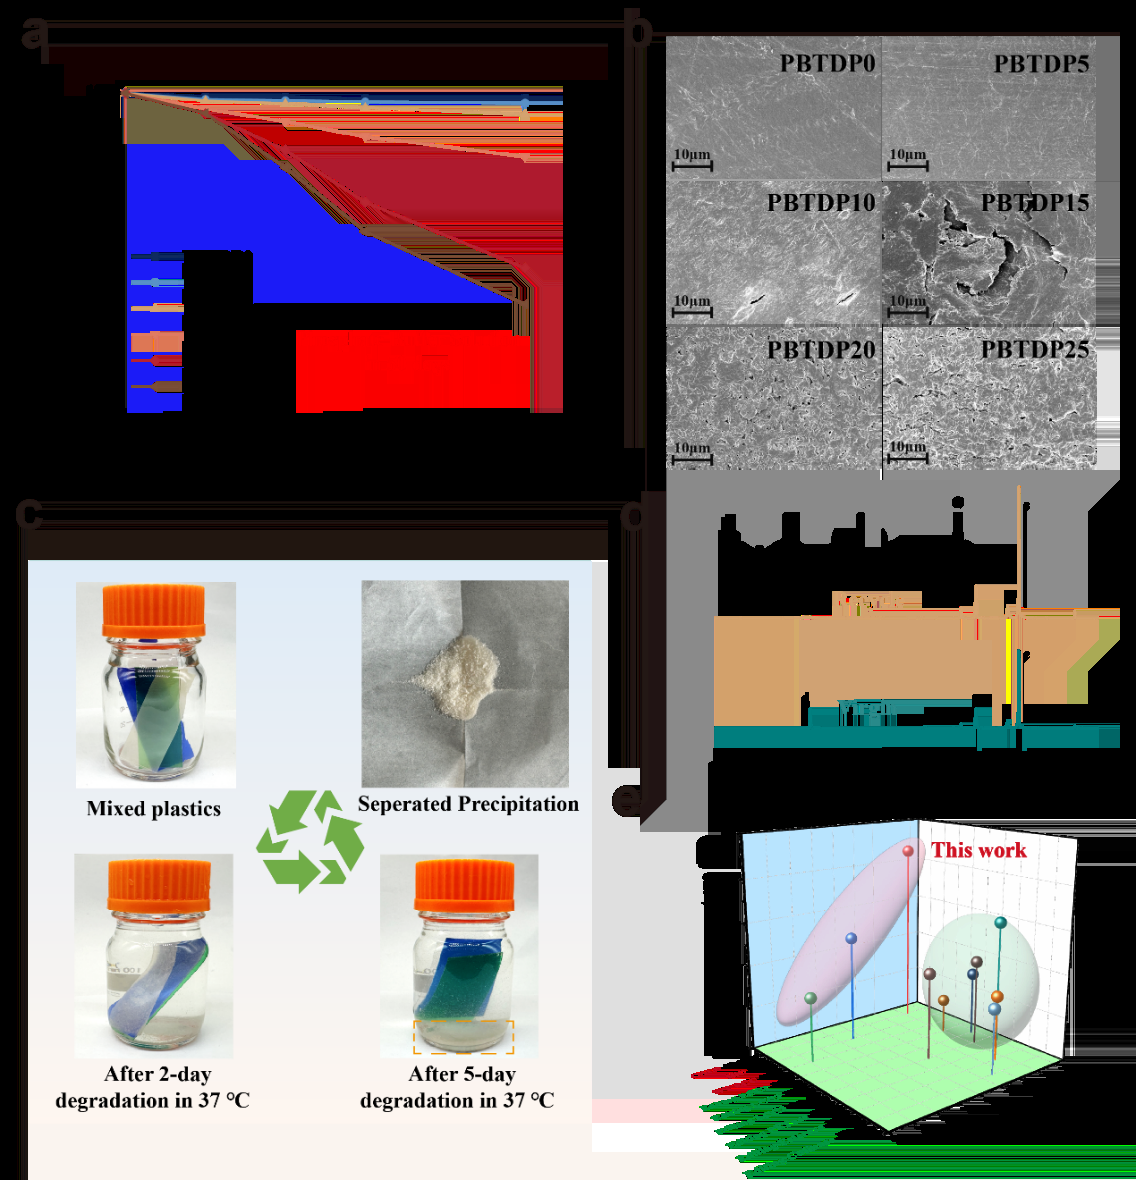 a
b
PBTDP0
PBTDP5
10μm
10μm
PBTDP10
PBTDP15
10μm
10μm
PBTDP20
PBTDP25
10μm
10μm
c
Mixed plastics
Seperated Precipitation
After 2-day
degradation in 37 ℃
After 5-day
degradation in 37 ℃
e
This work